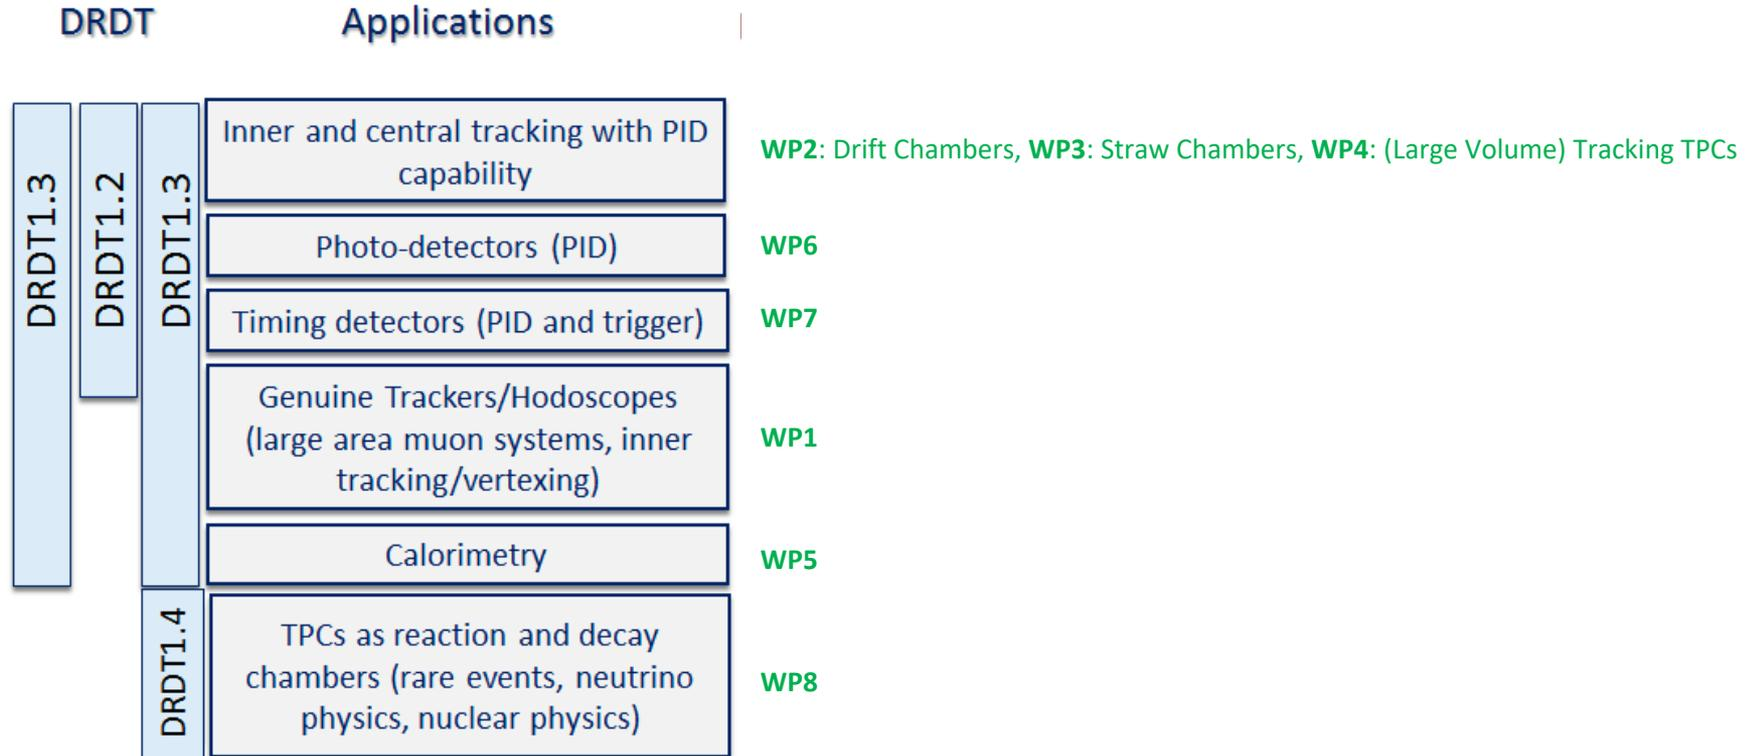 DRDT Applications
DRDT1.3
DRDT1.2
DRDT1.3
Inner and central tracking with PID
capability
WP2: Drift Chambers, WP3: Straw Chambers, WP4: (Large Volume) Tracking TPCs
Photo-detectors (PID)
WP6
Timing detectors (PID and trigger)
WP7
Genuine Trackers/Hodoscopes
(large area muon systems, inner
tracking/vertexing)
WP1
Calorimetry
WP5
DRDT1.4
TPCs as reaction and decay
chambers (rare events, neutrino
physics, nuclear physics)
WP8